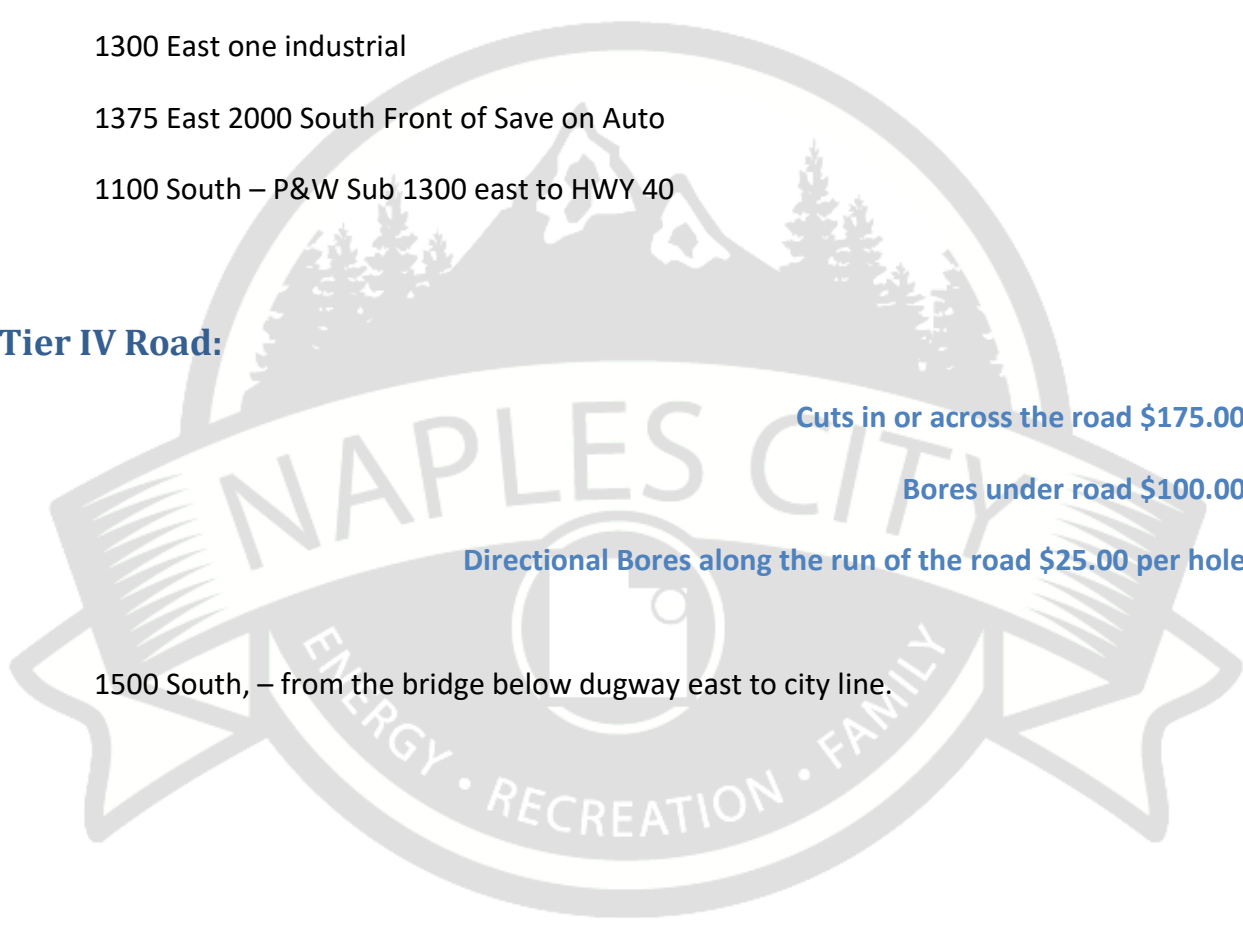 1300 East one industrial
1375 East 2000 South Front of Save on Auto
1100 South – P&W Sub 1300 east to HWY 40
Tier IV Road:
Cuts in or across the road $175.00
Bores under road $100.00
Directional Bores along the run of the road $25.00 per hole
1500 South, – from the bridge below dugway east to city line.
NAPLES CITY
ENERGY • RECREATION • FAMILY